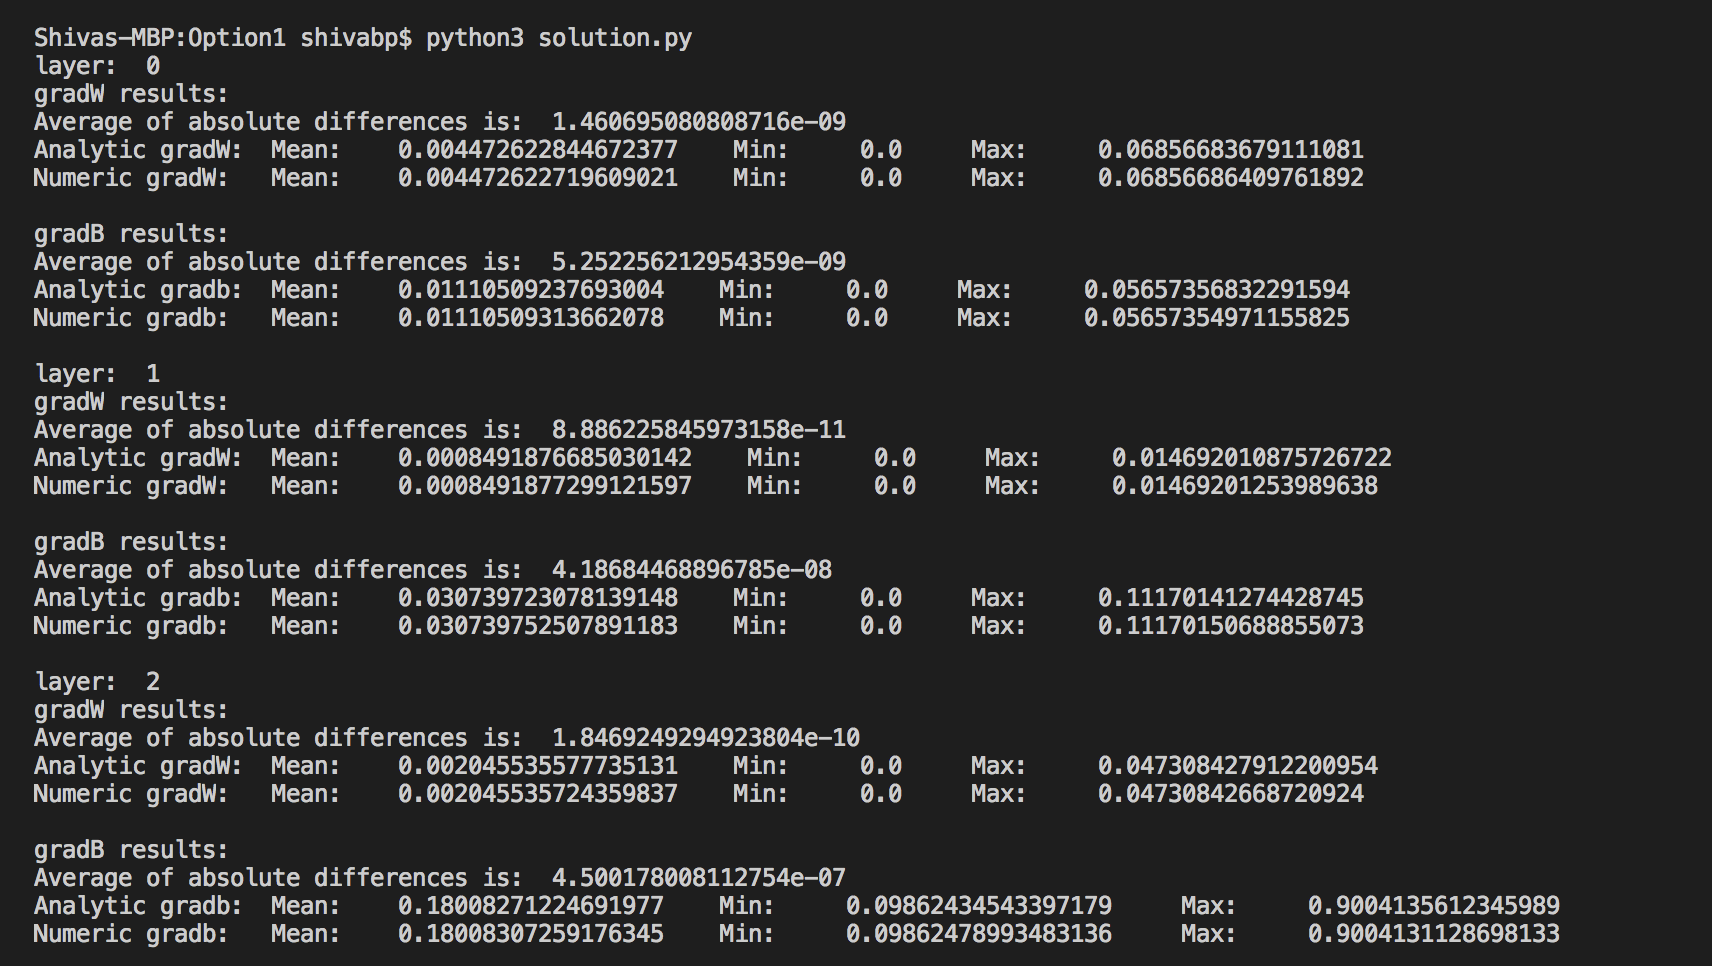 Shivas-MBP:Option1 shivabp$ python3 solution.py
layer:  0
gradW results:
Average of absolute differences is:  1.460695080808716e-09
Analytic gradW:  Mean:    0.004472622844672377    Min:     0.0     Max:     0.06856683679111081
Numeric gradW:   Mean:    0.004472622719609021    Min:     0.0     Max:     0.06856686409761892

gradB results:
Average of absolute differences is:  5.252256212954359e-09
Analytic gradb:  Mean:    0.01110509237693004    Min:     0.0     Max:     0.05657356832291594
Numeric gradb:   Mean:    0.01110509313662078    Min:     0.0     Max:     0.05657354971155825

layer:  1
gradW results:
Average of absolute differences is:  8.886225845973158e-11
Analytic gradW:  Mean:    0.0008491876685030142    Min:     0.0     Max:     0.014692010875726722
Numeric gradW:   Mean:    0.0008491877299121597    Min:     0.0     Max:     0.01469201253989638

gradB results:
Average of absolute differences is:  4.18684468896785e-08
Analytic gradb:  Mean:    0.030739723078139148    Min:     0.0     Max:     0.11170141274428745
Numeric gradb:   Mean:    0.030739752507891183    Min:     0.0     Max:     0.11170150688855073

layer:  2
gradW results:
Average of absolute differences is:  1.8469249294923804e-10
Analytic gradW:  Mean:    0.002045535577735131    Min:     0.0     Max:     0.047308427912200954
Numeric gradW:   Mean:    0.002045535724359837    Min:     0.0     Max:     0.04730842668720924

gradB results:
Average of absolute differences is:  4.500178008112754e-07
Analytic gradb:  Mean:    0.18008271224691977    Min:     0.09862434543397179     Max:     0.9004135612345989
Numeric gradb:   Mean:    0.18008307259176345    Min:     0.09862478993483136     Max:     0.9004131128698133